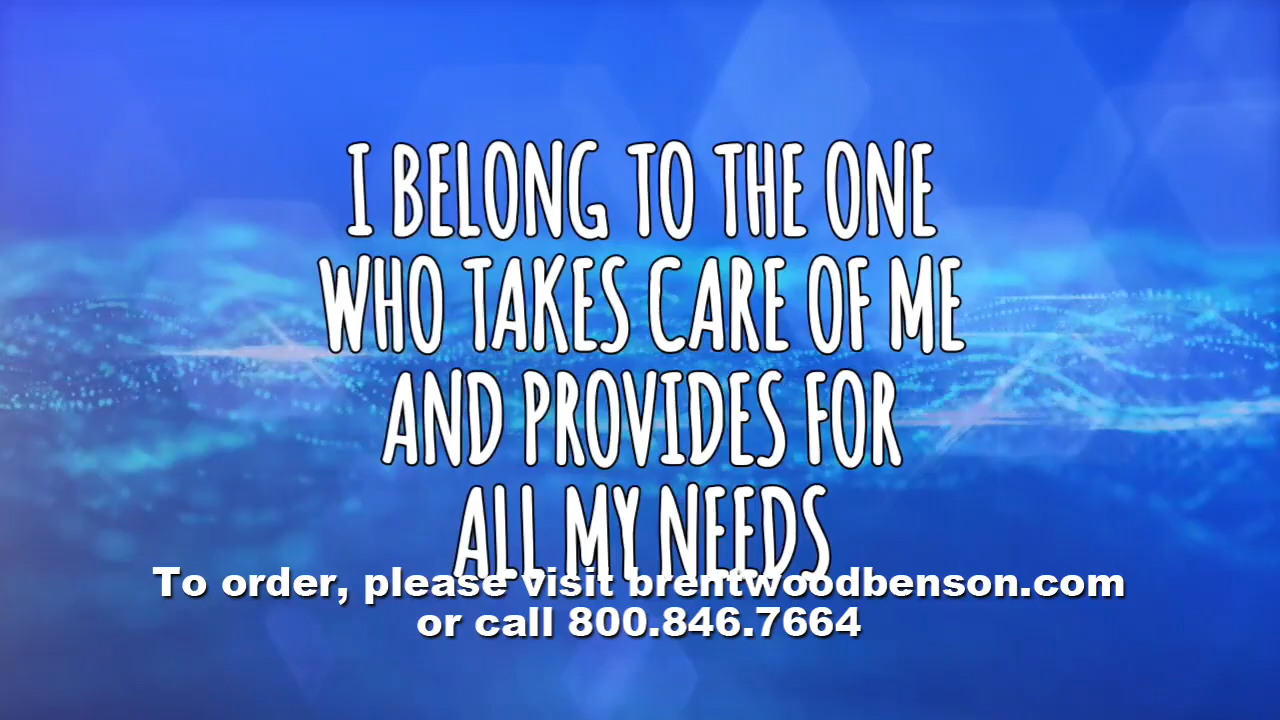 I BELONG TO THE ONE
WHO TAKES CARE OF ME
AND PROVIDES FOR
ALL MY NEEDS
To order, please visit brentwoodbenson.com
or call 800.846.7664